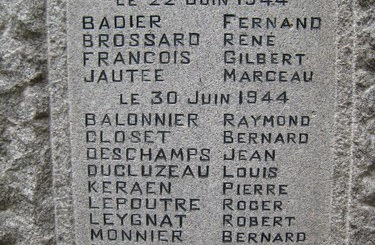 LE 22 JUIN 1944
BADIER FERNAND
BROSSARD RENÉ
FRANCOIS GILBERT
JAUTEE MARCEAU
LE 30 JUIN 1944
BALONNIER RAYMOND
CLOSET BERNARD
DESCHAMPS JEAN
DUCLUZEAU LOUIS
KERAEN PIERRE
LEPOUTRE ROGER
LEYGNAT ROBERT
MONNIER BERNARD